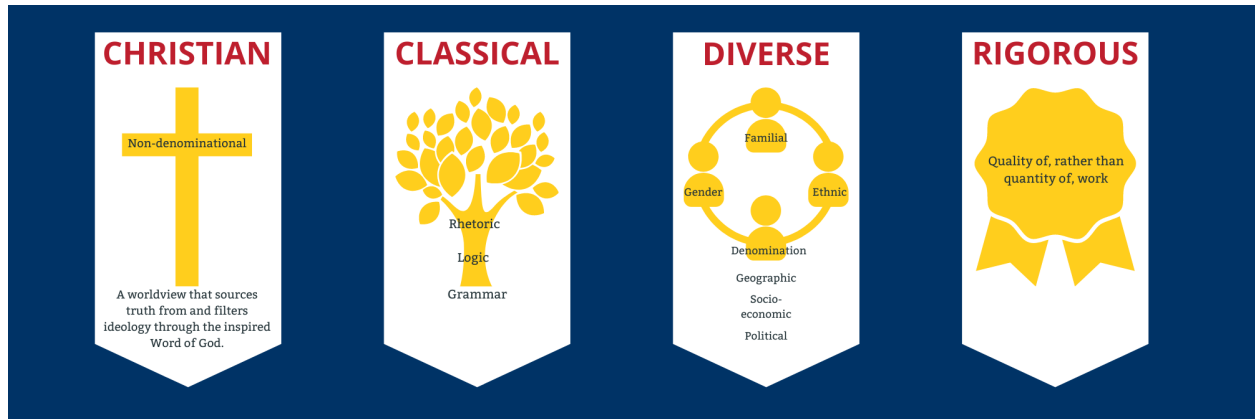 CHRISTIAN
Non-denominational
A worldview that sources
truth from and filters
ideology through the inspired
Word of God.
CLASSICAL
Rhetoric
Logic
Grammar
DIVERSE
Familial
Gender
Ethnic
Denomination
Geographic
Socio-
economic
Political
RIGOROUS
Quality of, rather than
quantity of, work